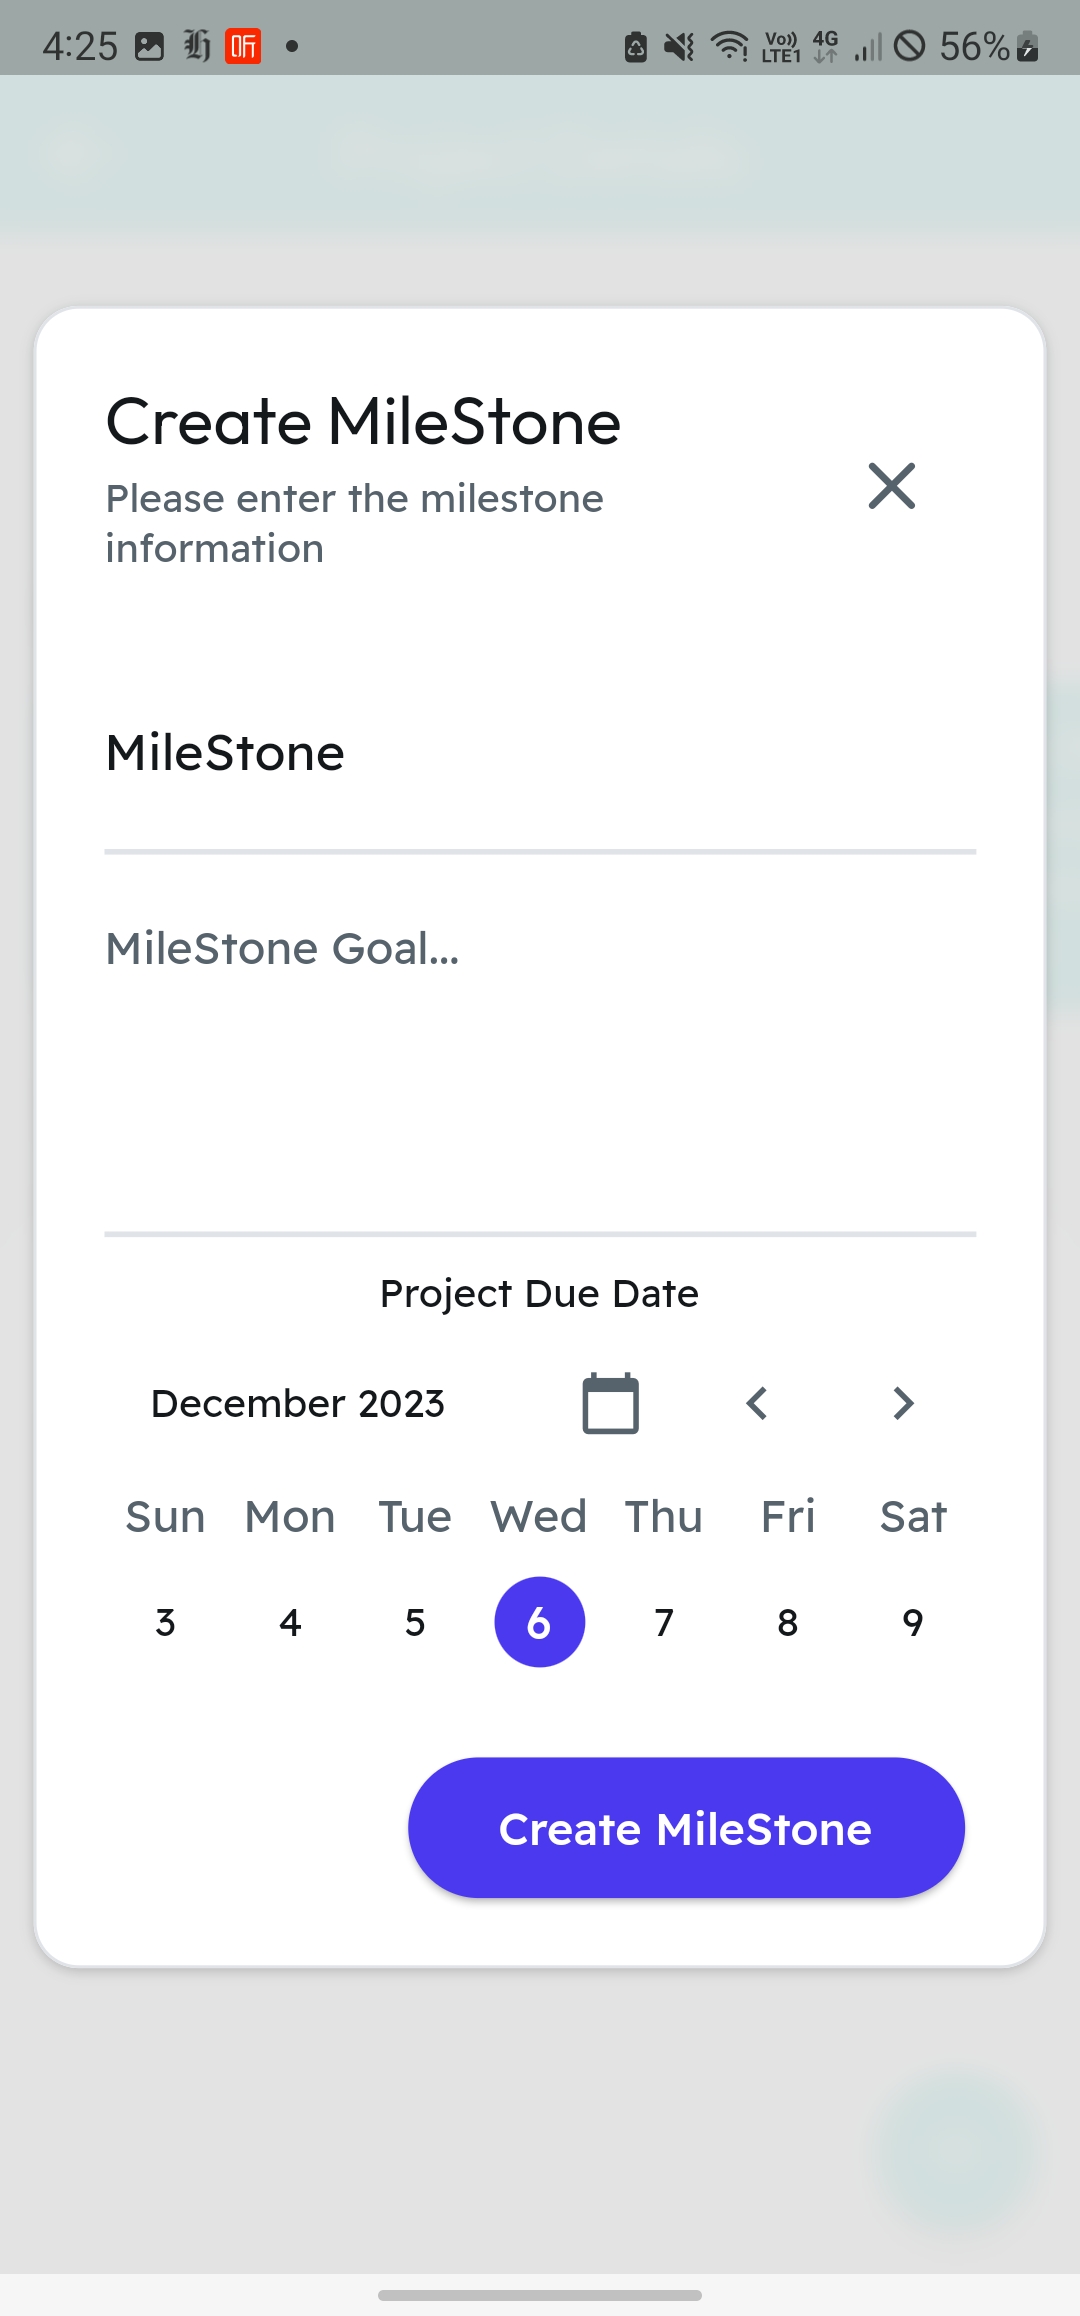 4:25
Vo)) 4G
LTE1
56%
Create MileStone
Please enter the milestone
information
MileStone
MileStone Goal...
Project Due Date
December 2023
Sun Mon Tue Wed Thu Fri Sat
3 4 5 6 7 8 9
Create MileStone